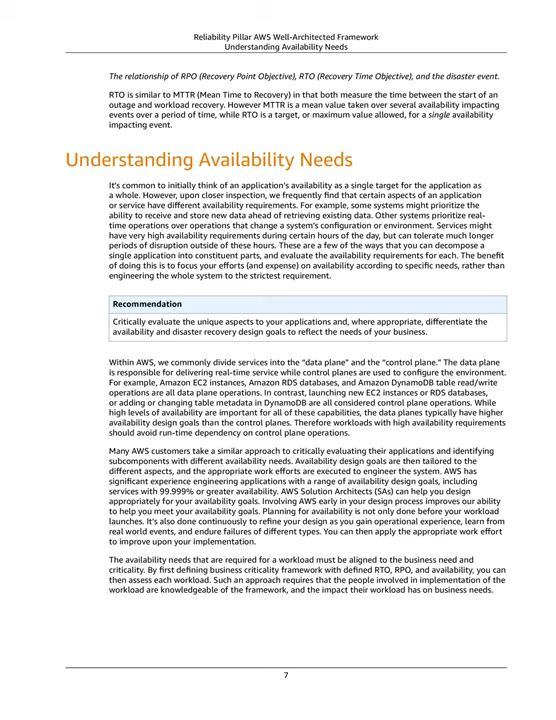 Reliability Pillar AWS Well-Architected Framework
Understanding Availability Needs
The relationship of RPO (Recovery Point Objective), RTO (Recovery Time Objective), and the disaster event.
RTO is similar to MTTR (Mean Time to Recovery) in that both measure the time between the start of an
outage and workload recovery. However MTTR is a mean value taken over several availability impacting
events over a period of time, while RTO is a target, or maximum value allowed, for a single availability
impacting event.
Understanding Availability Needs
It's common to initially think of an application's availability as a single target for the application as
a whole. However, upon closer inspection, we frequently find that certain aspects of an application
or service have different availability requirements. For example, some systems might prioritize the
ability to receive and store new data ahead of retrieving existing data. Other systems prioritize real-
time operations over operations that change a system's configuration or environment. Services might
have very high availability requirements during certain hours of the day, but can tolerate much longer
periods of disruption outside of these hours. These are a few of the ways that you can decompose a
single application into constituent parts, and evaluate the availability requirements for each. The benefit
of doing this is to focus your efforts (and expense) on availability according to specific needs, rather than
engineering the whole system to the strictest requirement.
Recommendation
Critically evaluate the unique aspects to your applications and, where appropriate, differentiate the
availability and disaster recovery design goals to reflect the needs of your business.
Within AWS, we commonly divide services into the “data plane” and the “control plane.” The data plane
is responsible for delivering real-time service while control planes are used to configure the environment.
For example, Amazon EC2 instances, Amazon RDS databases, and Amazon DynamoDB table read/write
operations are all data plane operations. In contrast, launching new EC2 instances or RDS databases,
or adding or changing table metadata in DynamoDB are all considered control plane operations. While
high levels of availability are important for all of these capabilities, the data planes typically have higher
availability design goals than the control planes. Therefore workloads with high availability requirements
should avoid run-time dependency on control plane operations.
Many AWS customers take a similar approach to critically evaluating their applications and identifying
subcomponents with different availability needs. Availability design goals are then tailored to the
different aspects, and the appropriate work efforts are executed to engineer the system. AWS has
significant experience engineering applications with a range of availability design goals, including
services with 99.999% or greater availability. AWS Solution Architects (SAs) can help you design
appropriately for your availability goals. Involving AWS early in your design process improves our ability
to help you meet your availability goals. Planning for availability is not only done before your workload
launches. It's also done continuously to refine your design as you gain operational experience, learn from
real world events, and endure failures of different types. You can then apply the appropriate work effort
to improve upon your implementation.
The availability needs that are required for a workload must be aligned to the business need and
criticality. By first defining business criticality framework with defined RTO, RPO, and availability, you can
then assess each workload. Such an approach requires that the people involved in implementation of the
workload are knowledgeable of the framework, and the impact their workload has on business needs.
7